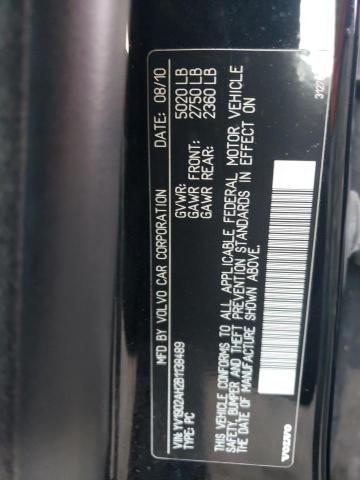 MFD BY VOLVO CAR CORPORATION DATE: 08/10
GVWR: 5020 LB
GAWR FRONT: 2750 LB
GAWR REAR: 2360 LB
VIN: YV1902AH2B1138489
TYPE: PC
THIS VEHICLE CONFORMS TO ALL APPLICABLE FEDERAL MOTOR VEHICLE
SAFETY, BUMPER AND THEFT PREVENTION STANDARDS IN EFFECT ON
THE DATE OF MANUFACTURE SHOWN ABOVE.
VOLVO